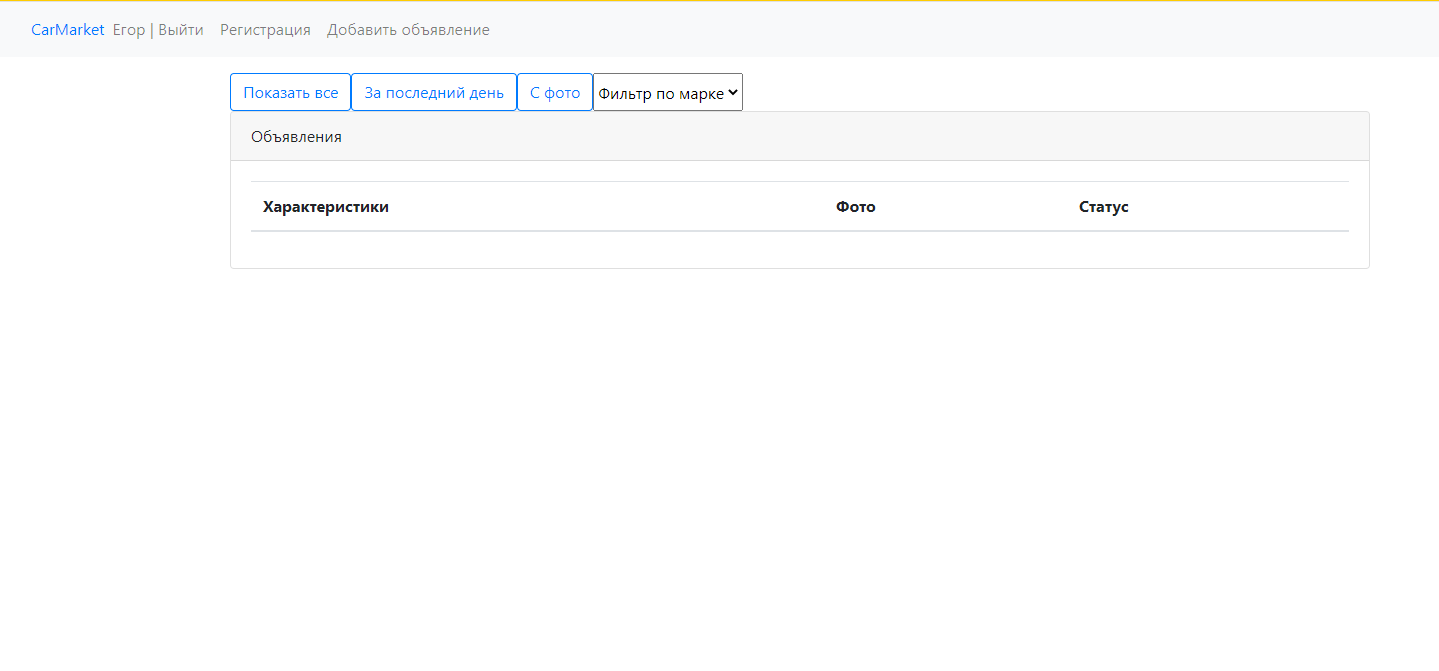 CarMarket Егор | Выйти Регистрация Добавить объявление
Показать все За последний день С фото Фильтр по марке
Объявления
Характеристики Фото Статус